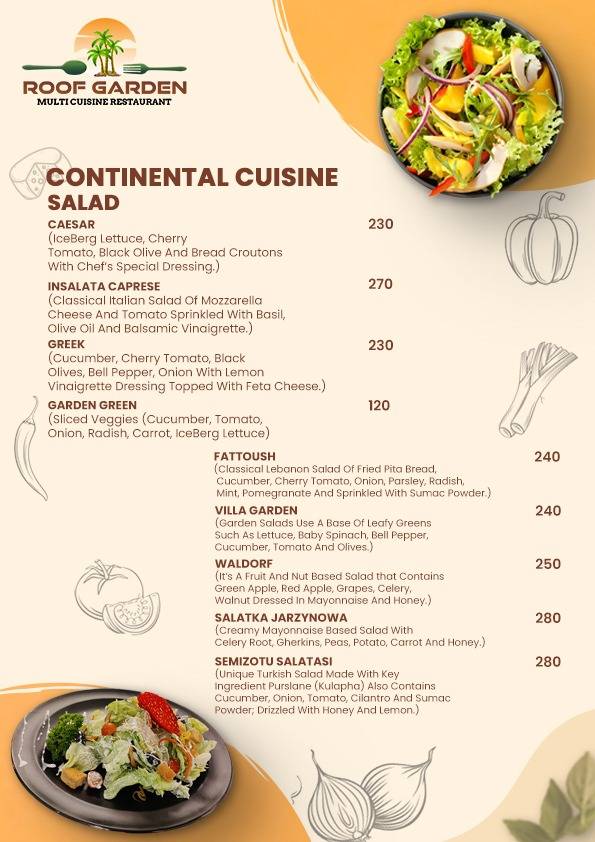 ROOF GARDEN
MULTI CUISINE RESTAURANT
CONTINENTAL CUISINE
SALAD
CAESAR 230
(IceBerg Lettuce, Cherry
Tomato, Black Olive And Bread Croutons
With Chef's Special Dressing.)
INSALATA CAPRESE 270
(Classical Italian Salad Of Mozzarella
Cheese And Tomato Sprinkled With Basil,
Olive Oil And Balsamic Vinaigrette.)
GREEK 230
(Cucumber, Cherry Tomato, Black
Olives, Bell Pepper, Onion With Lemon
Vinaigrette Dressing Topped With Feta Cheese.)
GARDEN GREEN 120
(Sliced Veggies (Cucumber, Tomato,
Onion, Radish, Carrot, IceBerg Lettuce)
FATTOUSH 240
(Classical Lebanon Salad Of Fried Pita Bread,
Cucumber, Cherry Tomato, Onion, Parsley, Radish,
Mint, Pomegranate And Sprinkled With Sumac Powder.)
VILLA GARDEN 240
(Garden Salads Use A Base Of Leafy Greens
Such As Lettuce, Baby Spinach, Bell Pepper,
Cucumber, Tomato And Olives.)
WALDORF 250
(It's A Fruit And Nut Based Salad that Contains
Green Apple, Red Apple, Grapes, Celery,
Walnut Dressed In Mayonnaise And Honey.)
SALATKA JARZYNOWA 280
(Creamy Mayonnaise Based Salad With
Celery Root, Gherkins, Peas, Potato, Carrot And Honey.)
SEMIZOTU SALATASI 280
(Unique Turkish Salad Made With Key
Ingredient Purslane (Kulapha) Also Contains
Cucumber, Onion, Tomato, Cilantro And Sumac
Powder; Drizzled With Honey And Lemon.)